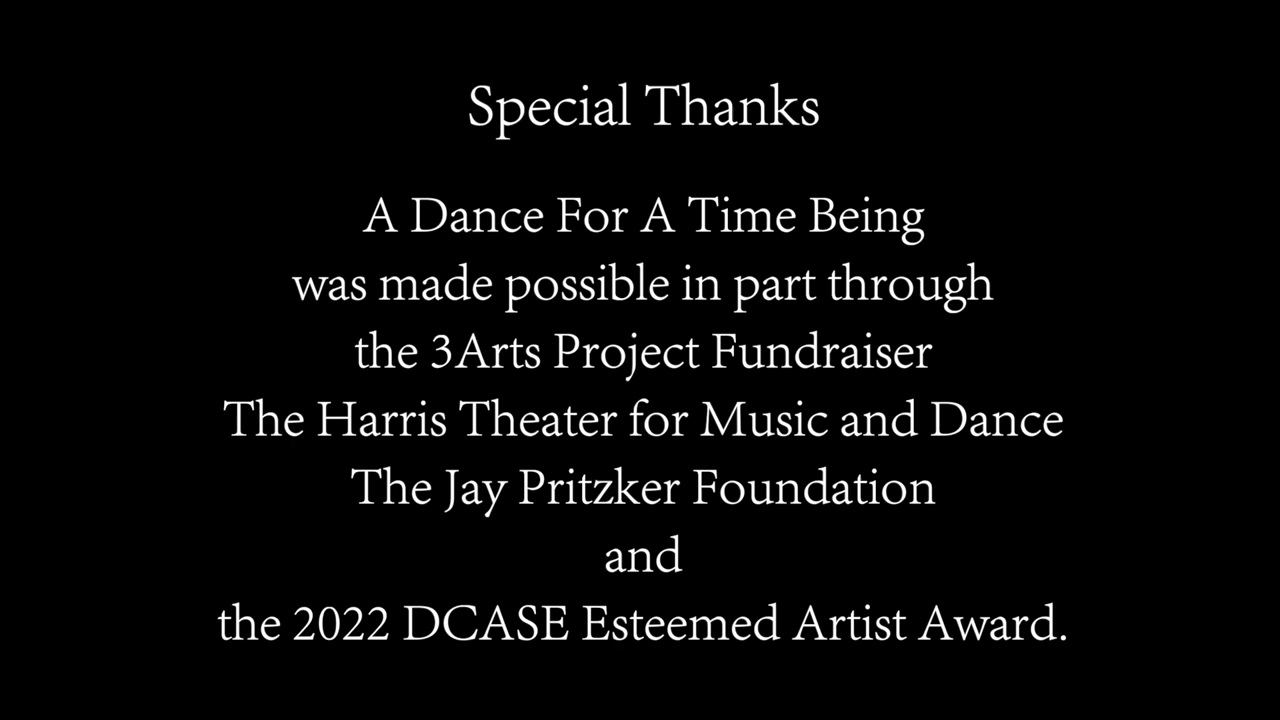 Special Thanks
A Dance For A Time Being
was made possible in part through
the 3Arts Project Fundraiser
The Harris Theater for Music and Dance
The Jay Pritzker Foundation
and
the 2022 DCASE Esteemed Artist Award.